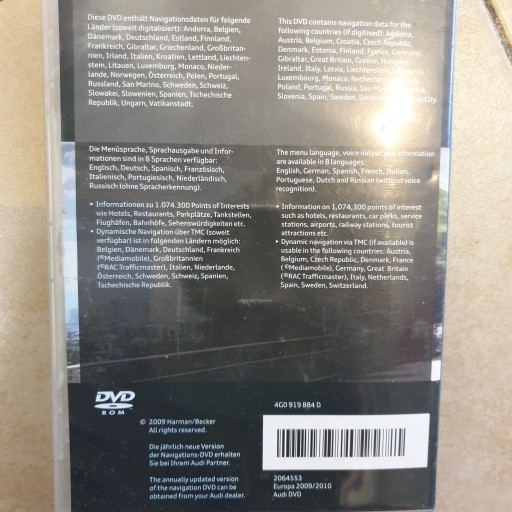 Diese DVD enthält Navigationsdaten für folgende
Länder (soweit digitalisiert): Andorra, Belgien,
Dänemark, Deutschland, Estland, Finnland,
Frankreich, Gibraltar, Griechenland, Großbritan-
nien, Irland, Italien, Kroatien, Lettland, Liechten-
stein, Litauen, Luxemburg, Monaco, Nieder-
lande, Norwegen, Österreich, Polen, Portugal,
Russland, San Marino, Schweden, Schweiz,
Slowakei, Slowenien, Spanien, Tschechische
Republik, Ungarn, Vatikanstadt.
This DVD contains navigation data for the
following countries (if digitised): Andorra,
Austria, Belgium, Croatia, Czech Republic,
Denmark, Estonia, Finland, France, Germany,
Gibraltar, Great Britain, Greece, Hungary,
Ireland, Italy, Latvia, Liechtenstein,
Luxembourg, Monaco, Netherlands,
Poland, Portugal, Russia, San Marino,
Slovenia, Spain, Sweden, City.
Die Menüsprache, Sprachausgabe und Infor-
mationen sind in 8 Sprachen verfügbar:
Englisch, Deutsch, Spanisch, Französisch,
Italienisch, Portugiesisch, Niederländisch,
Russisch (ohne Spracherkennung).
The menu language, voice output and information
are available in 8 languages
English, German, Spanish, French, Italian,
Portuguese, Dutch and Russian (without voice
recognition).
• Informationen zu 1.074.300 Points of Interests
wie Hotels, Restaurants, Parkplätze, Tankstellen,
Flughäfen, Bahnhöfe, Sehenswürdigkeiten etc.
• Dynamische Navigation über TMC (soweit
verfügbar) ist in folgenden Ländern möglich:
Belgien, Dänemark, Deutschland, Frankreich
(©Mediamobile), Großbritannien
(©RAC Trafficmaster), Italien, Niederlande,
Österreich, Schweden, Schweiz, Spanien,
Tschechische Republik.
• Information on 1,074,300 points of interest
such as hotels, restaurants, car parks, service
stations, airports, railway stations, tourist
attractions etc.
• Dynamic navigation via TMC (if available) is
usable in the following countries: Austria,
Belgium, Czech Republic, Denmark, France
(©Mediamobile), Germany, Great Britain
(©RAC Trafficmaster), Italy, Netherlands,
Spain, Sweden, Switzerland.
DVD
ROM
© 2009 Harman/Becker
All rights reserved.
Die jährlich neue Version
der Navigations-DVD erhalten
Sie bei Ihrem Audi Partner.
The annually updated version
of the navigation DVD can be
obtained from your Audi dealer.
4G0 919 884 D
2064553
Europa 2009/2010
Audi DVD